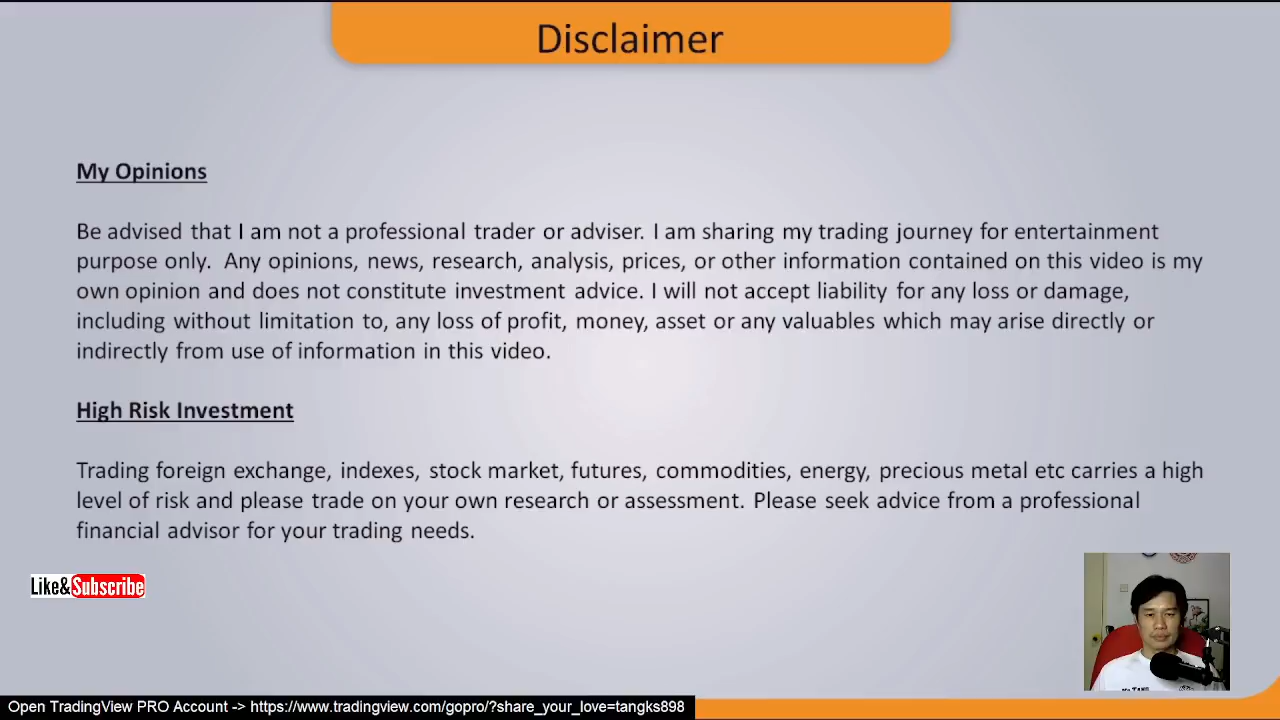 Disclaimer
My Opinions
Be advised that I am not a professional trader or adviser. I am sharing my trading journey for entertainment
purpose only.  Any opinions, news, research, analysis, prices, or other information contained on this video is my
own opinion and does not constitute investment advice. I will not accept liability for any loss or damage,
including without limitation to, any loss of profit, money, asset or any valuables which may arise directly or
indirectly from use of information in this video.
High Risk Investment
Trading foreign exchange, indexes, stock market, futures, commodities, energy, precious metal etc carries a high
level of risk and please trade on your own research or assessment. Please seek advice from a professional
financial advisor for your trading needs.
Like&Subscribe
Open TradingView PRO Account -> https://www.tradingview.com/gopro/?share_your_love=tangks898